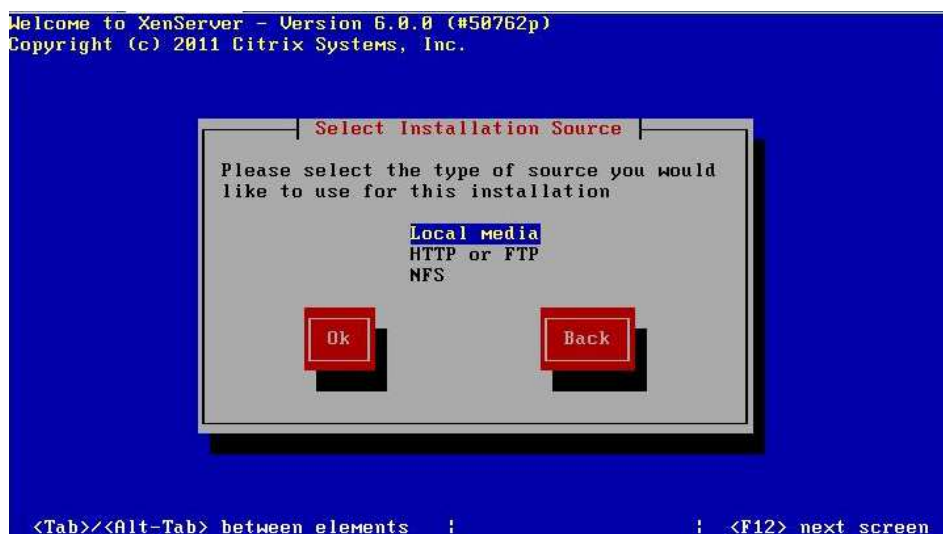 Welcome to XenServer - Version 6.0.0 (#50762p)
Copyright (c) 2011 Citrix Systems, Inc.
Select Installation Source
Please select the type of source you would
like to use for this installation
Local media
HTTP or FTP
NFS
Ok Back
<Tab>/<Alt-Tab> between elements | | <F12> next screen